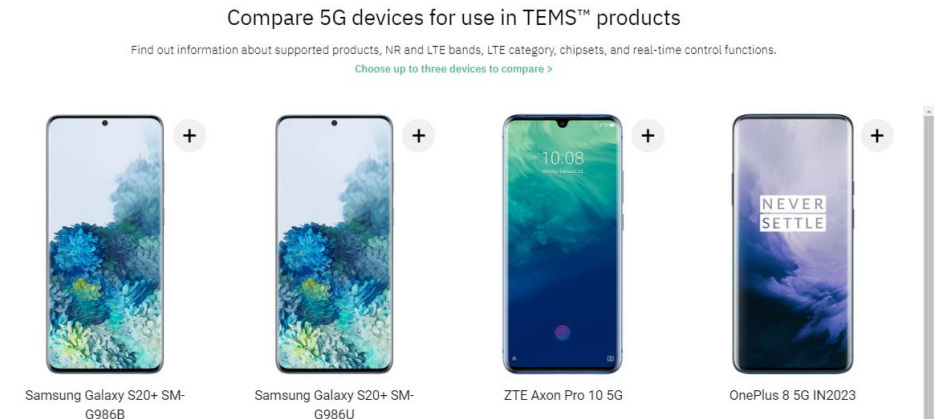 Compare 5G devices for use in TEMS™ products
Find out information about supported products, NR and LTE bands, LTE category, chipsets, and real-time control functions.
Choose up to three devices to compare >
+
+
+
+
10:08
NEVER
SETTLE
Samsung Galaxy S20+ SM-
G986B
Samsung Galaxy S20+ SM-
G986U
ZTE Axon Pro 10 5G
OnePlus 8 5G IN2023